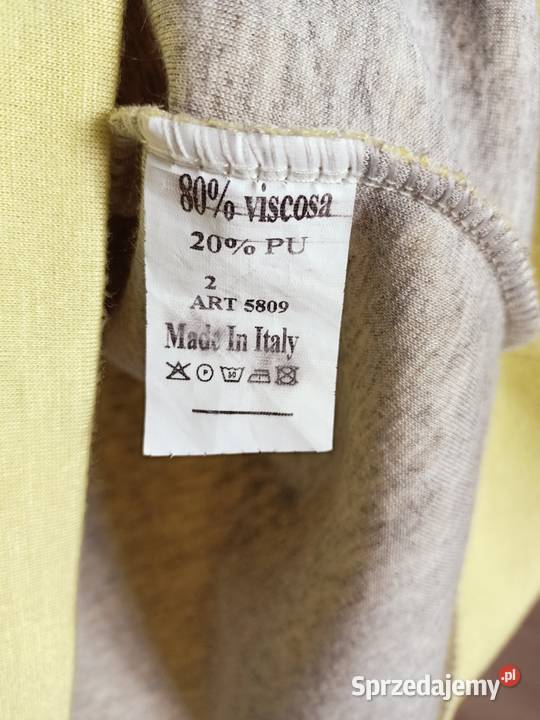 80% viscosa
20% PU
2
ART 5809
Made In Italy
P
Sprzedajemy.pl